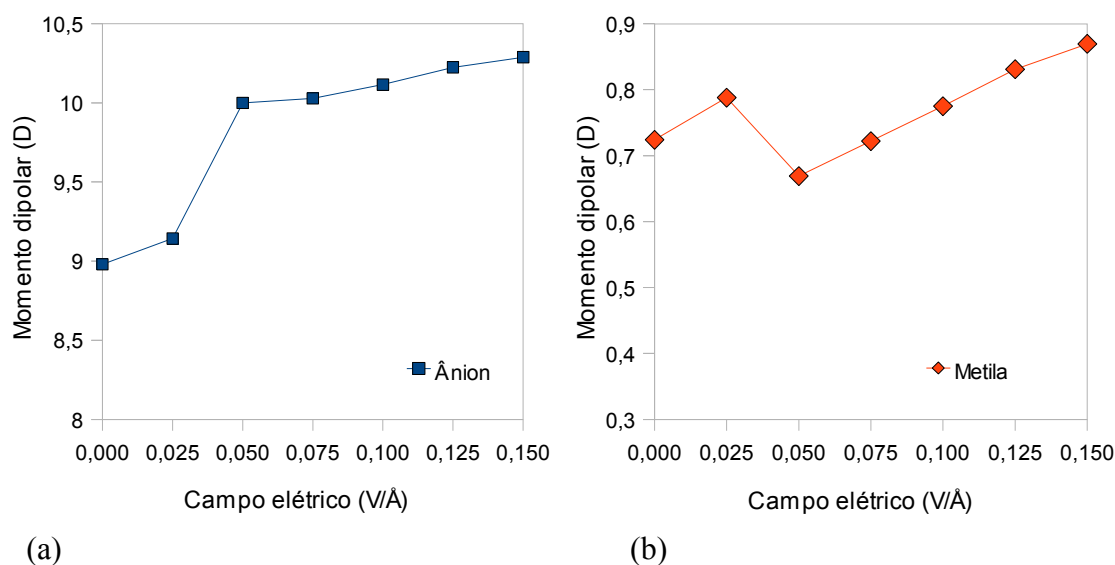 10,5
10
9,5
9
8,5
8
Momento dipolar (D)
Ânion
0,000 0,025 0,050 0,075 0,100 0,125 0,150
Campo elétrico (V/Å)
(a)
0,9
0,8
0,7
0,6
0,5
0,4
0,3
Momento dipolar (D)
Metila
0,000 0,025 0,050 0,075 0,100 0,125 0,150
Campo elétrico (V/Å)
(b)